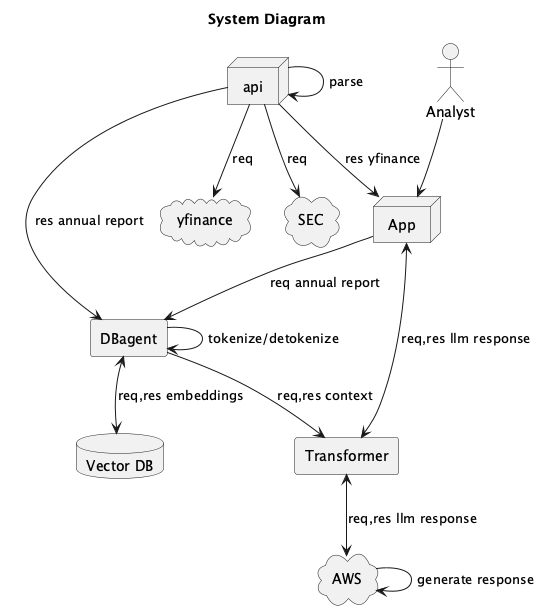 System Diagram
api
parse
Analyst
req
req
res yfinance
res annual report
yfinance
SEC
App
req annual report
DBagent
tokenize/detokenize
req,res llm response
req,res embeddings
req,res context
Vector DB
Transformer
req,res llm response
AWS
generate response